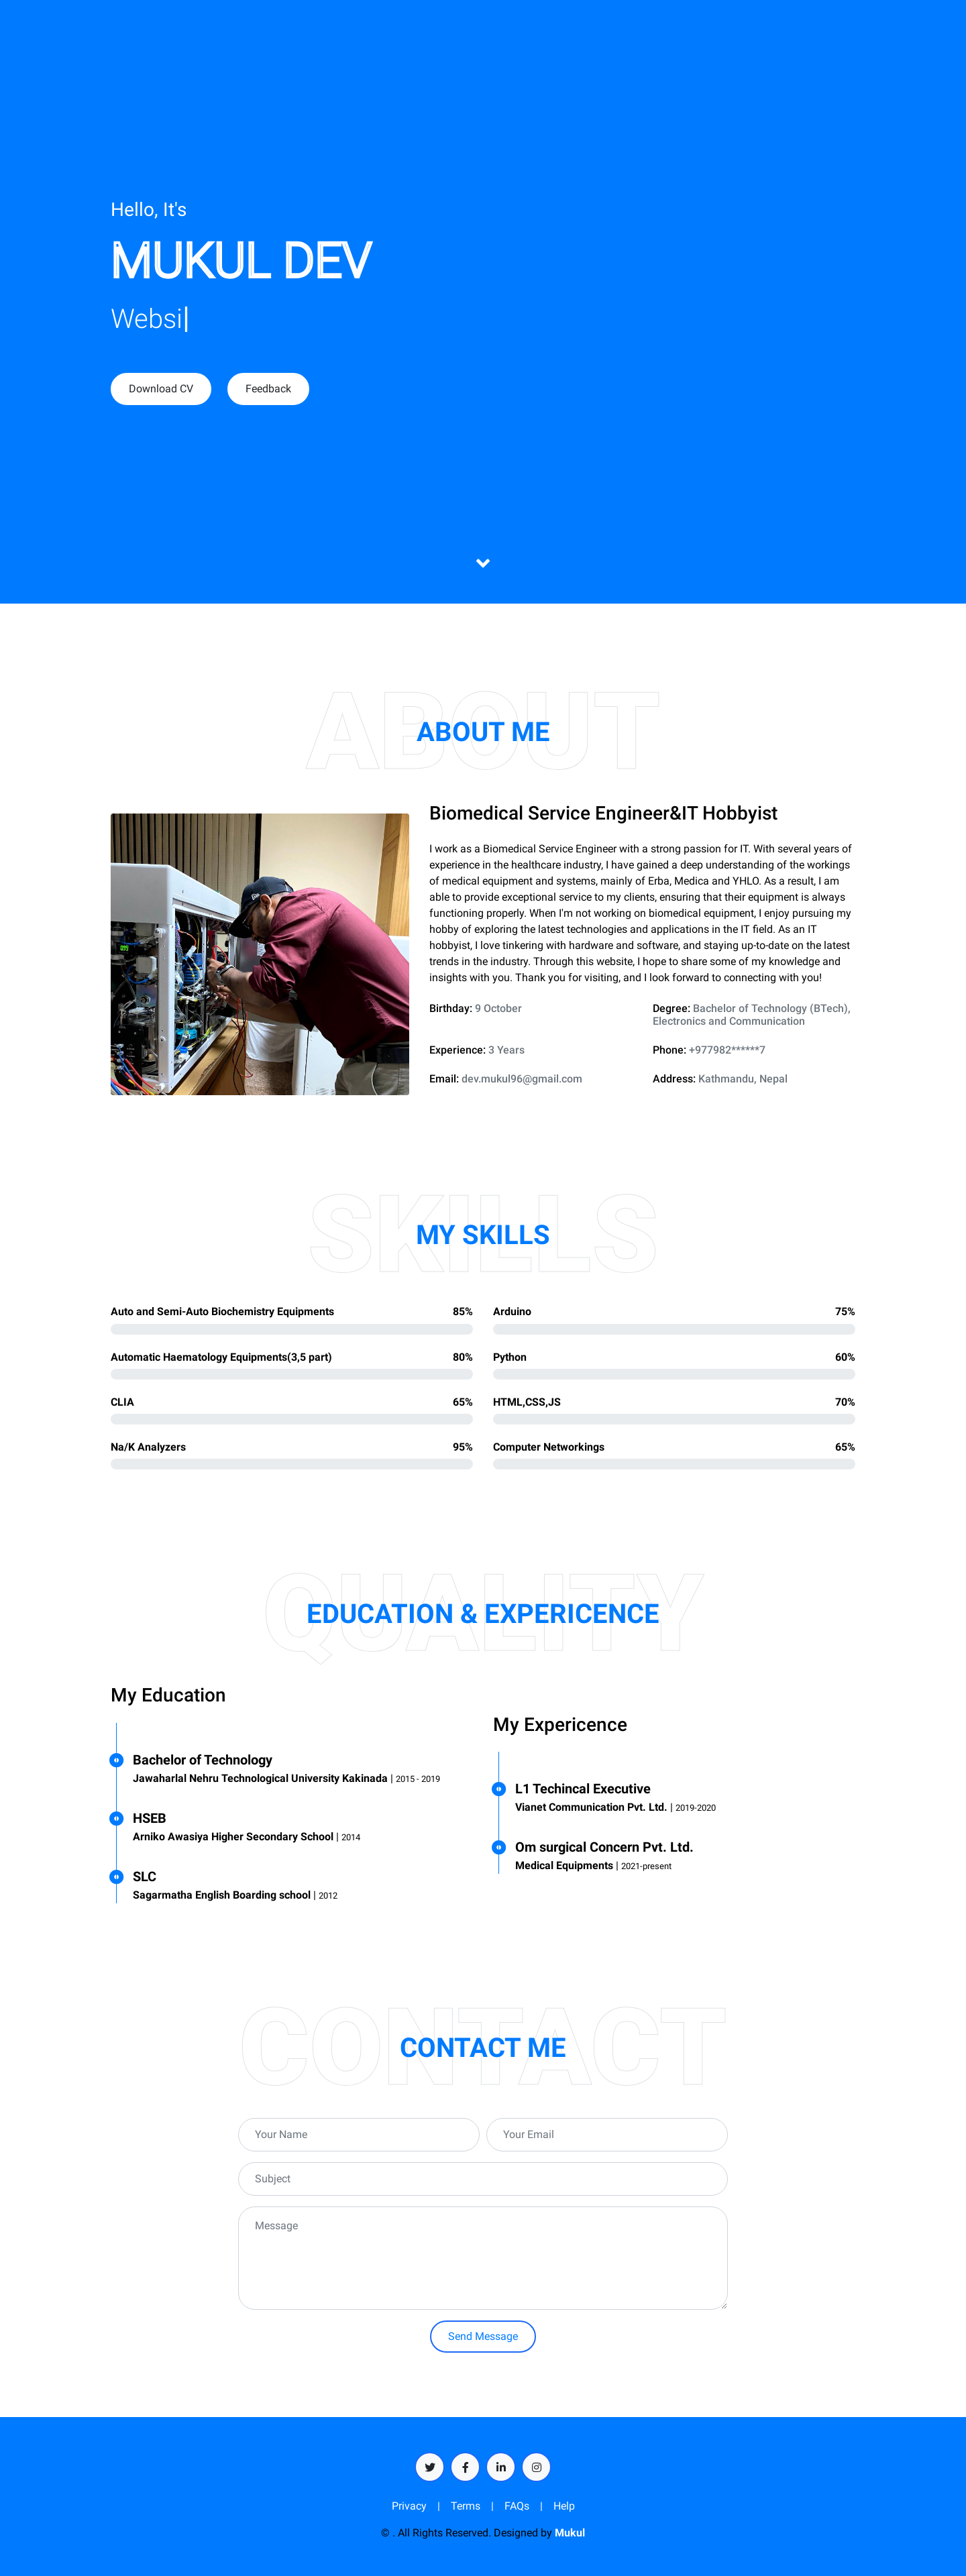 Hello, It's
MUKUL DEV
Websi|
Download CV
Feedback
ABOUT
ABOUT ME
Biomedical Service Engineer&IT Hobbyist
I work as a Biomedical Service Engineer with a strong passion for IT. With several years of
experience in the healthcare industry, I have gained a deep understanding of the workings
of medical equipment and systems, mainly of Erba, Medica and YHLO. As a result, I am
able to provide exceptional service to my clients, ensuring that their equipment is always
functioning properly. When I'm not working on biomedical equipment, I enjoy pursuing my
hobby of exploring the latest technologies and applications in the IT field. As an IT
hobbyist, I love tinkering with hardware and software, and staying up-to-date on the latest
trends in the industry. Through this website, I hope to share some of my knowledge and
insights with you. Thank you for visiting, and I look forward to connecting with you!
Birthday: 9 October
Degree: Bachelor of Technology (BTech),
Electronics and Communication
Experience: 3 Years
Phone: +977982******7
Email: dev.mukul96@gmail.com
Address: Kathmandu, Nepal
SKILLS
MY SKILLS
Auto and Semi-Auto Biochemistry Equipments 85%
Arduino 75%
Automatic Haematology Equipments(3,5 part) 80%
Python 60%
CLIA 65%
HTML,CSS,JS 70%
Na/K Analyzers 95%
Computer Networkings 65%
QUALITY
EDUCATION & EXPERICENCE
My Education
Bachelor of Technology
Jawaharlal Nehru Technological University Kakinada | 2015 - 2019
HSEB
Arniko Awasiya Higher Secondary School | 2014
SLC
Sagarmatha English Boarding school | 2012
My Expericence
L1 Techincal Executive
Vianet Communication Pvt. Ltd. | 2019-2020
Om surgical Concern Pvt. Ltd.
Medical Equipments | 2021-present
CONTACT
CONTACT ME
Your Name
Your Email
Subject
Message
Send Message
Privacy | Terms | FAQs | Help
© . All Rights Reserved. Designed by Mukul